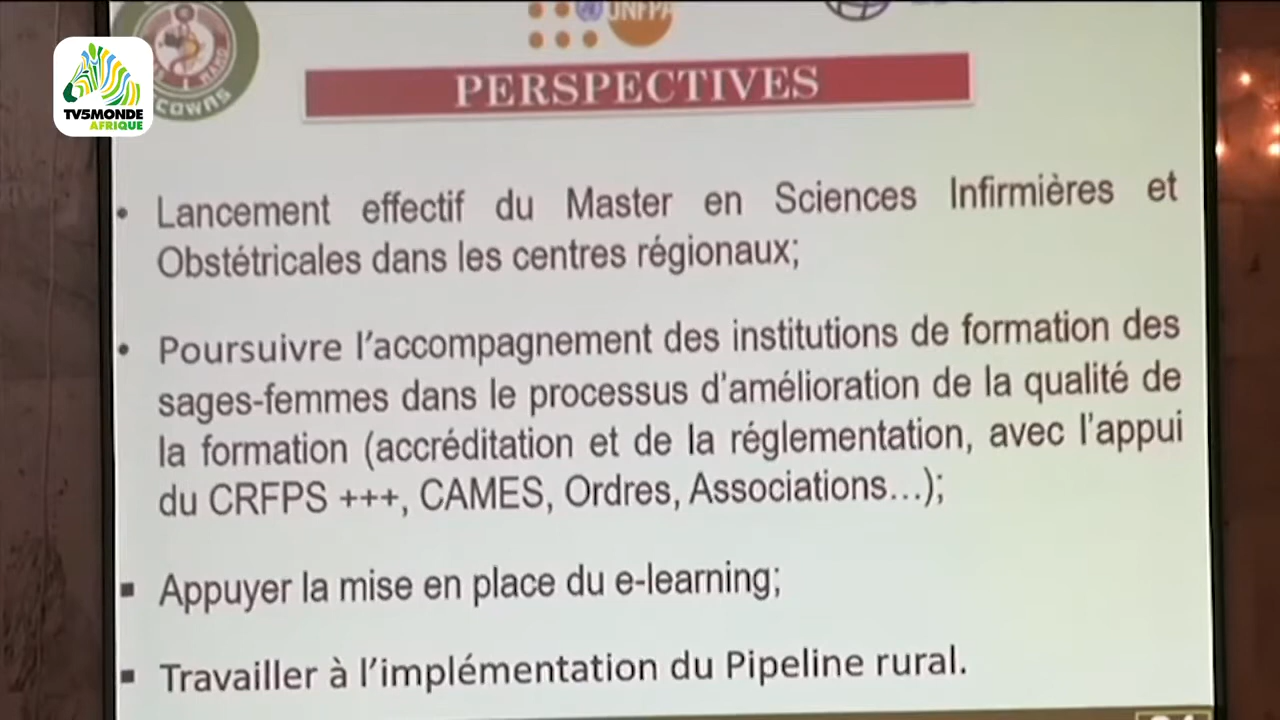 TV5MONDE
AFRIQUE
UNFPA
PERSPECTIVES
• Lancement effectif du Master en Sciences Infirmières et
Obstétricales dans les centres régionaux;
• Poursuivre l’accompagnement des institutions de formation des
sages-femmes dans le processus d’amélioration de la qualité de
la formation (accréditation et de la réglementation, avec l’appui
du CRFPS +++, CAMES, Ordres, Associations…);
▪ Appuyer la mise en place du e-learning;
▪ Travailler à l’implémentation du Pipeline rural.